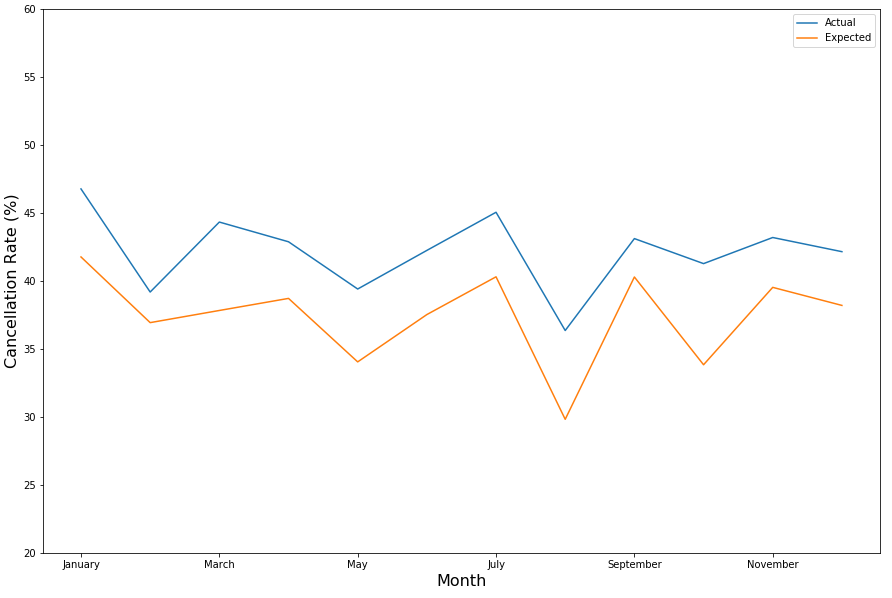 60
55
50
45
40
35
30
25
20
Cancellation Rate (%)
Actual
Expected
January March May July September November
Month